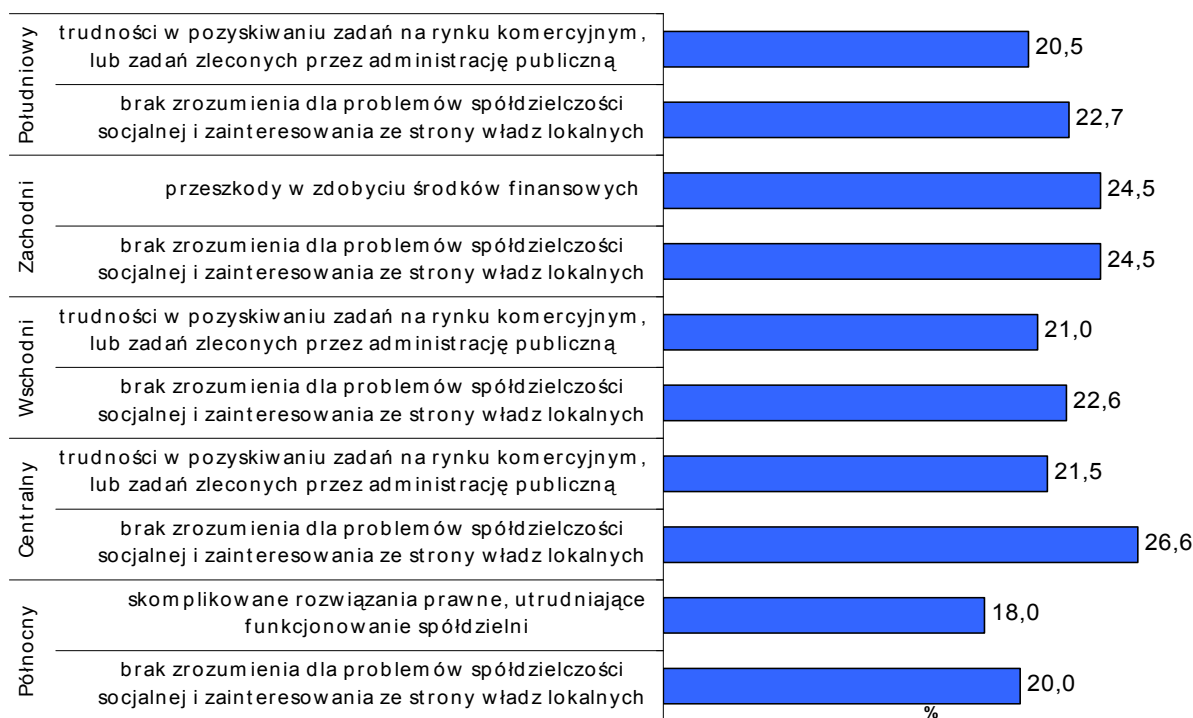 Południowy
trudności w pozyskiwaniu zadań na rynku komercyjnym,
lub zadań zleconych przez administrację publiczną
20,5
brak zrozumienia dla problemów spółdzielczości
socjalnej i zainteresowania ze strony władz lokalnych
22,7
Zachodni
przeszkody w zdobyciu środków finansowych
24,5
brak zrozumienia dla problemów spółdzielczości
socjalnej i zainteresowania ze strony władz lokalnych
24,5
Wschodni
trudności w pozyskiwaniu zadań na rynku komercyjnym,
lub zadań zleconych przez administrację publiczną
21,0
brak zrozumienia dla problemów spółdzielczości
socjalnej i zainteresowania ze strony władz lokalnych
22,6
Centralny
trudności w pozyskiwaniu zadań na rynku komercyjnym,
lub zadań zleconych przez administrację publiczną
21,5
brak zrozumienia dla problemów spółdzielczości
socjalnej i zainteresowania ze strony władz lokalnych
26,6
Północny
skomplikowane rozwiązania prawne, utrudniające
funkcjonowanie spółdzielni
18,0
brak zrozumienia dla problemów spółdzielczości
socjalnej i zainteresowania ze strony władz lokalnych
20,0
%